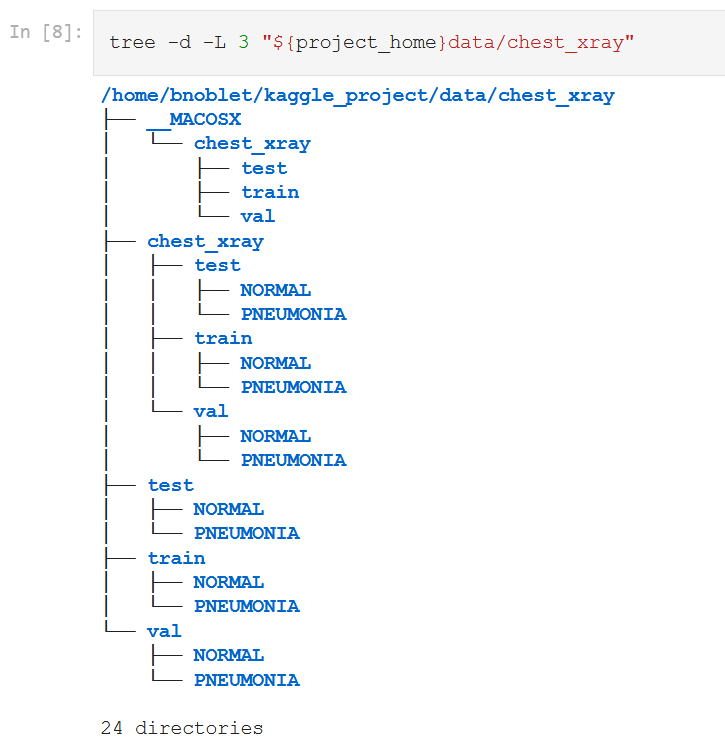 In [8]:
tree -d -L 3 "${project_home}data/chest_xray"
/home/bnoblet/kaggle_project/data/chest_xray
├── __MACOSX
│   └── chest_xray
│       ├── test
│       ├── train
│       └── val
├── chest_xray
│   ├── test
│   │   ├── NORMAL
│   │   └── PNEUMONIA
│   ├── train
│   │   ├── NORMAL
│   │   └── PNEUMONIA
│   └── val
│       ├── NORMAL
│       └── PNEUMONIA
├── test
│   ├── NORMAL
│   └── PNEUMONIA
├── train
│   ├── NORMAL
│   └── PNEUMONIA
└── val
    ├── NORMAL
    └── PNEUMONIA
24 directories